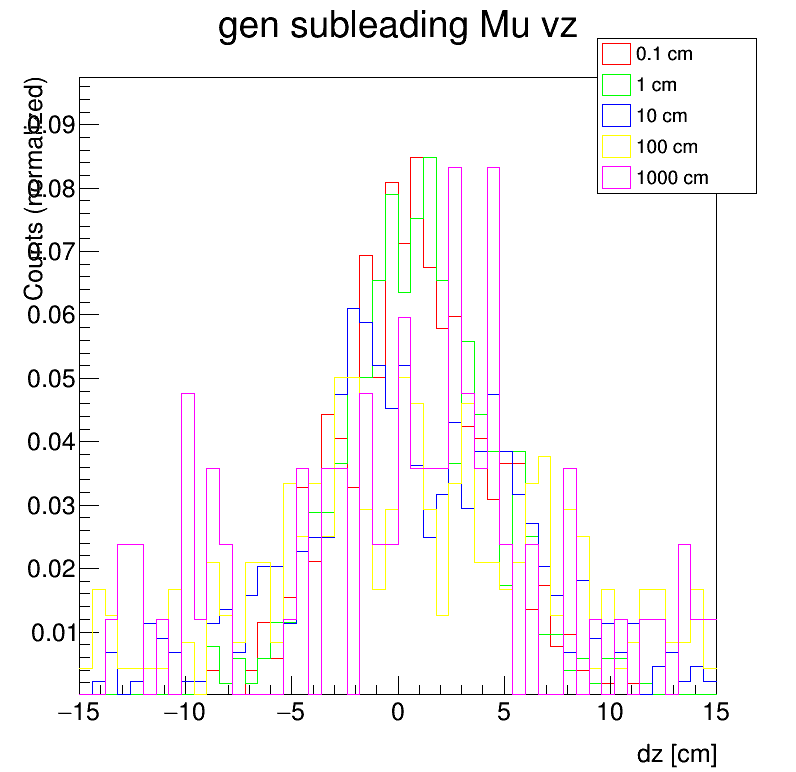 gen subleading Mu vz
0.1 cm
1 cm
10 cm
100 cm
1000 cm
Counts (normalized)
0.09
0.08
0.07
0.06
0.05
0.04
0.03
0.02
0.01
−15 −10 −5 0 5 10 15
dz [cm]